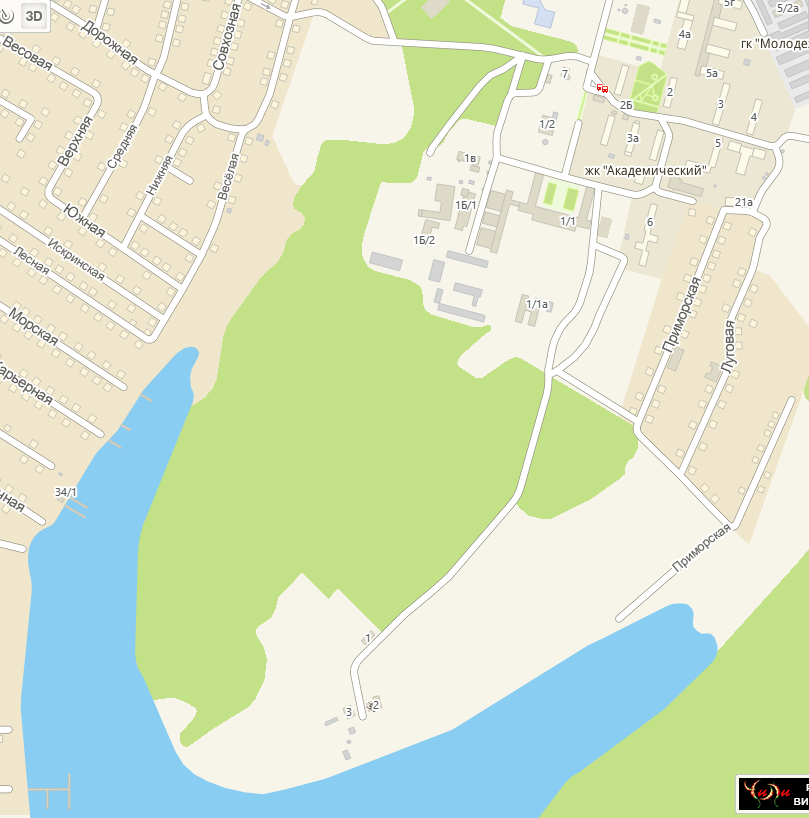 3D
Дорожная
Совхозная
Весовая
Верхняя
Средняя
Нижняя
Весёлая
Южная
Искринская
Лесная
Морская
34/1
7
1/2
1в
1Б/1
1Б/2
1/1
1/1а
2Б
2
3а
3
4
4а
5а
5/2а
гк "Молоде
5
жк "Академический"
21а
6
Приморская
Луговая
Приморская
1
2
3